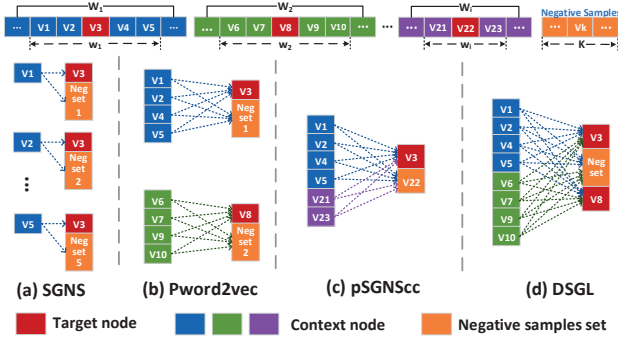 W₁ W₂ Wᵢ Negative Samples
... V1 V2 V3 V4 V5 ... ... V6 V7 V8 V9 V10 ... ... V21 V22 V23 ... ... Vk ...
w₁ w₂ wᵢ K
V1 V3
Neg
set
1
V2 V3
Neg
set
2
...
V5 V3
Neg
set
5
V1
V2
V4
V5
V3
Neg
set
1
V6
V7
V9
V10
V8
Neg
set
2
V1
V2
V4
V5
V21
V23
V3
V22
V1
V2
V4
V5
V6
V7
V9
V10
V3
Neg
set
V8
(a) SGNS (b) Pword2vec (c) pSGNScc (d) DSGL
Target node Context node Negative samples set